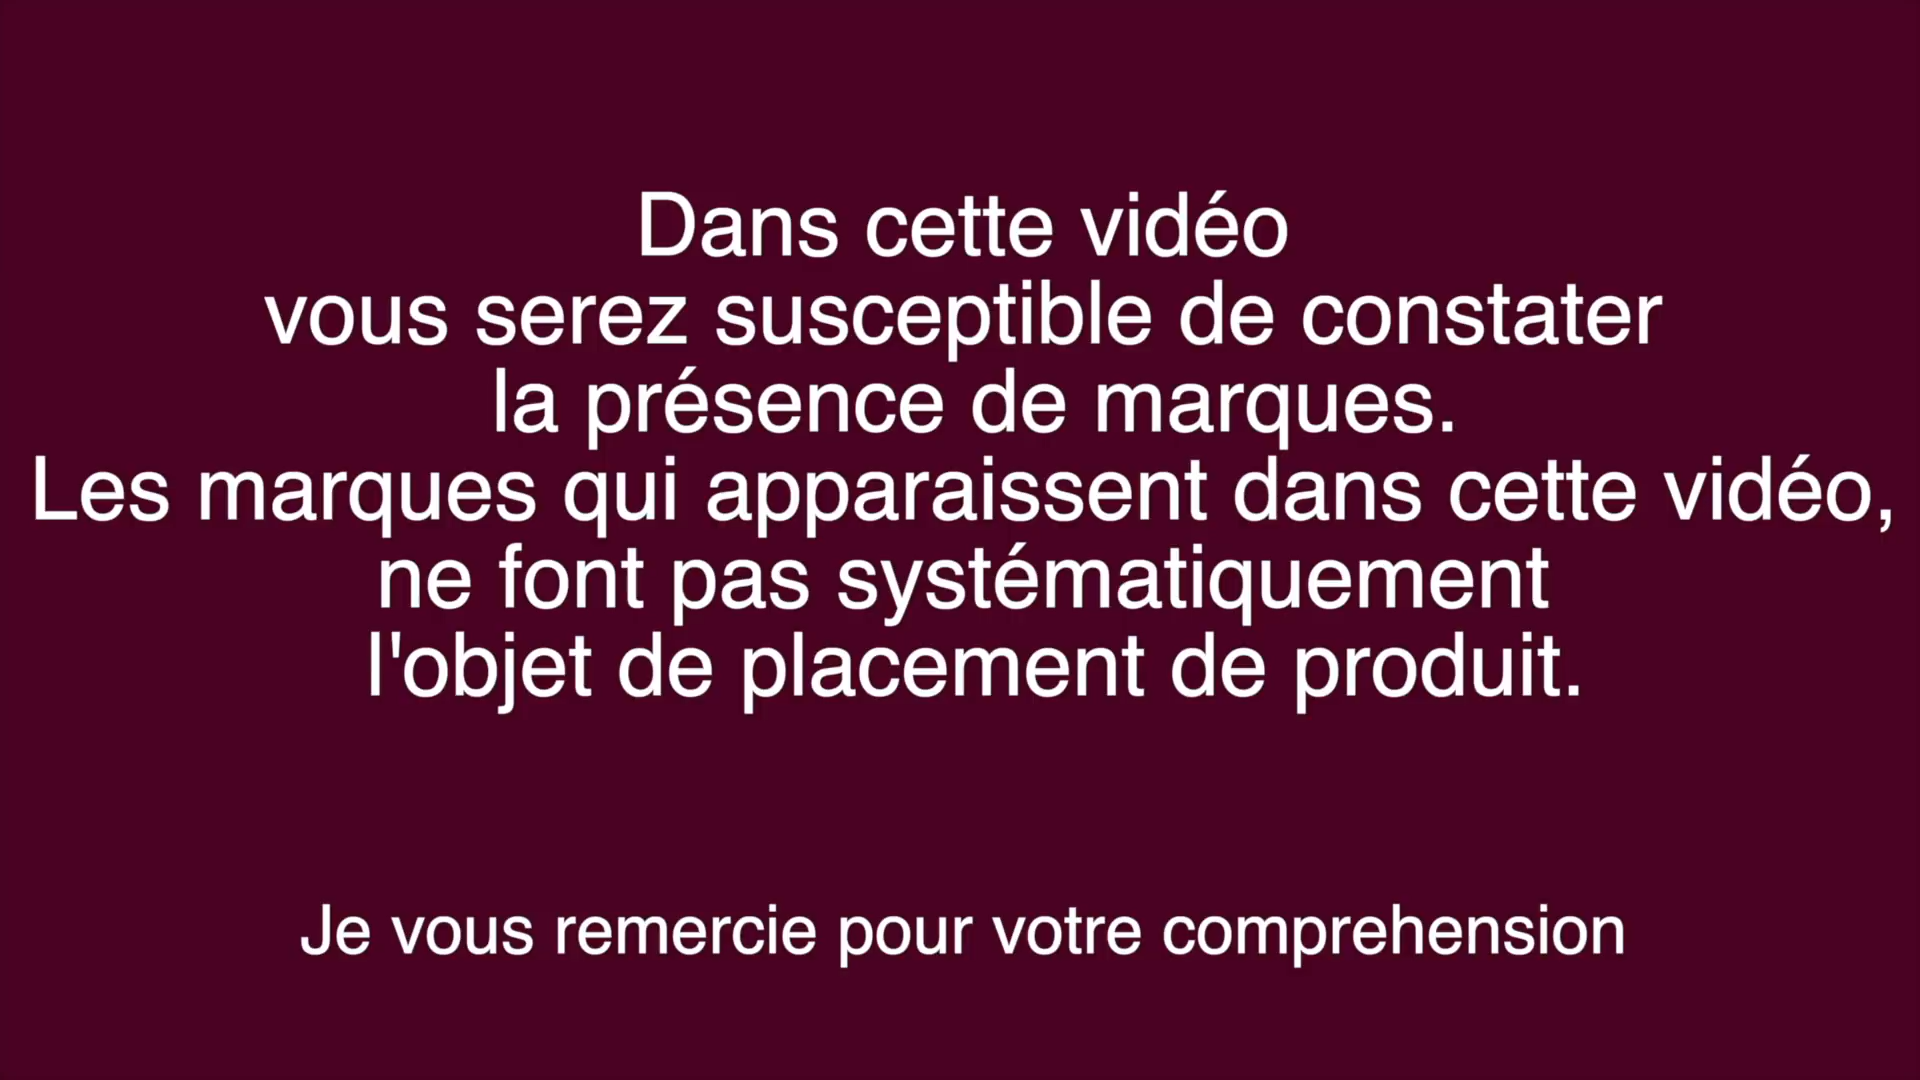 Dans cette vidéo
vous serez susceptible de constater
la présence de marques.
Les marques qui apparaissent dans cette vidéo,
ne font pas systématiquement
l'objet de placement de produit.
Je vous remercie pour votre comprehension